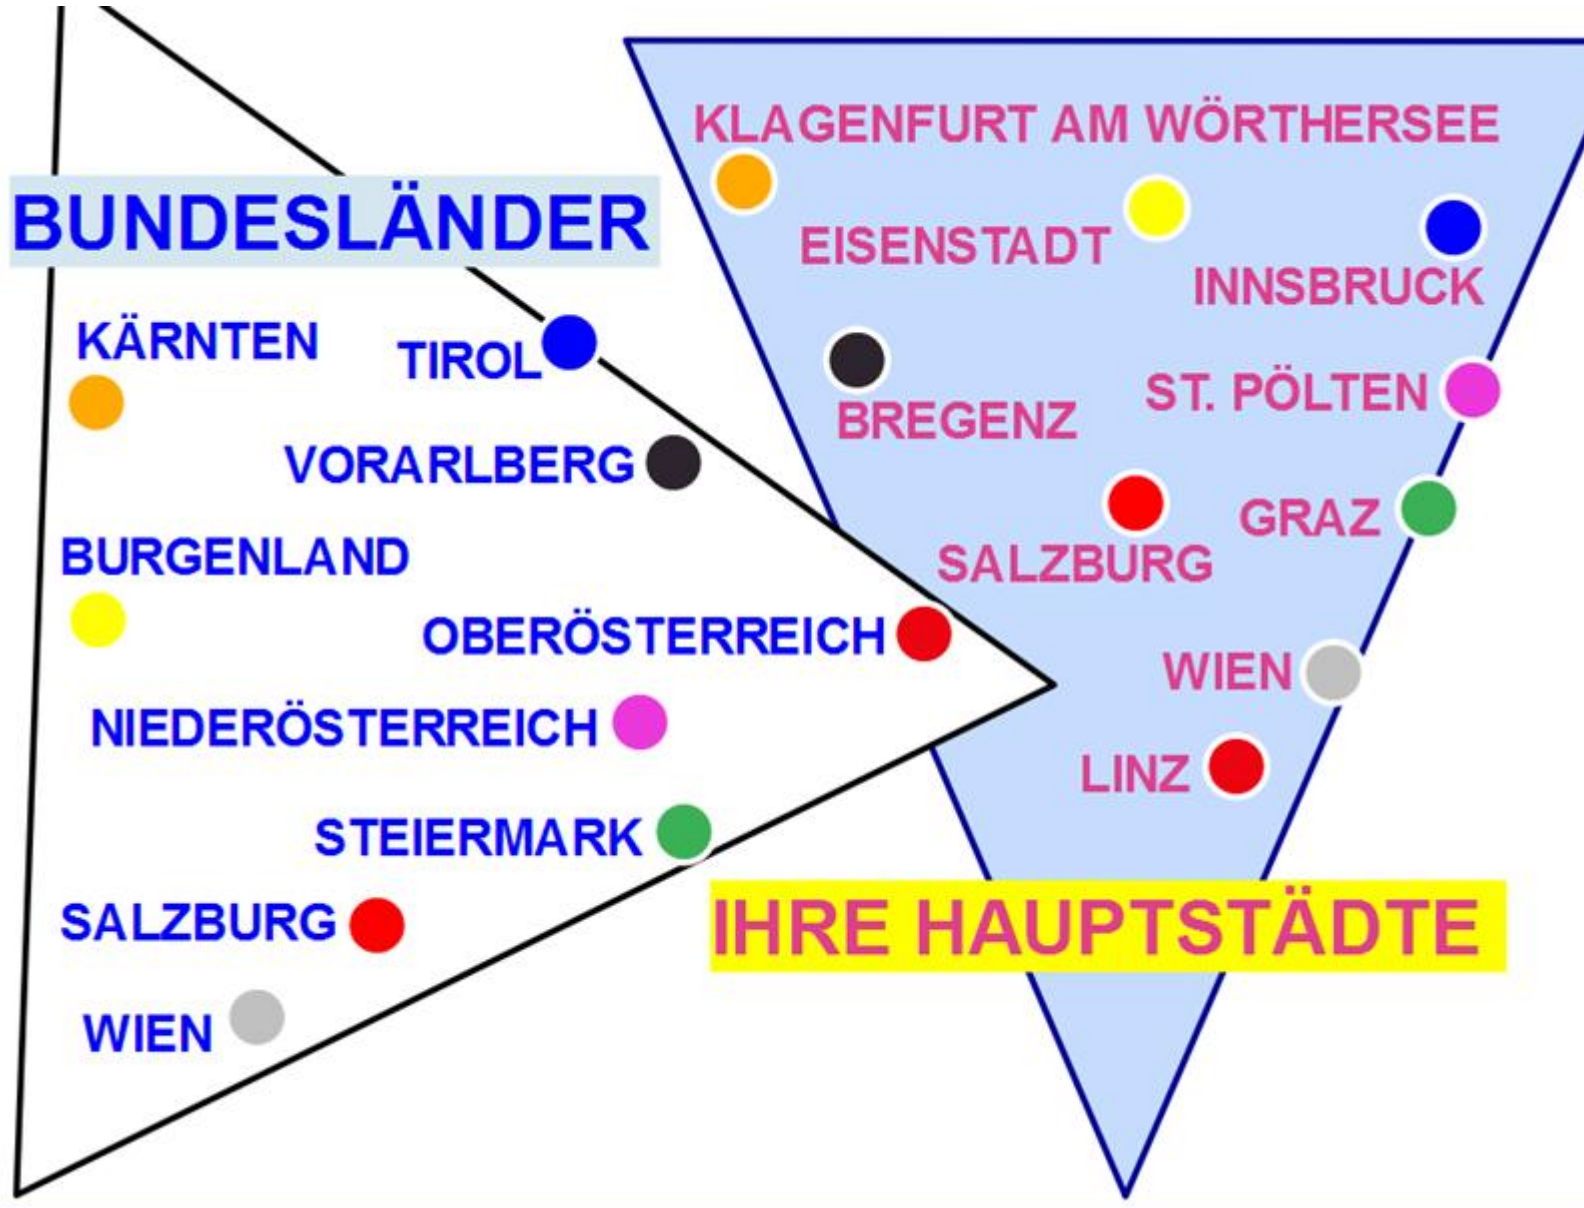 BUNDESLÄNDER
KÄRNTEN
TIROL
VORARLBERG
BURGENLAND
OBERÖSTERREICH
NIEDERÖSTERREICH
STEIERMARK
SALZBURG
WIEN
KLAGENFURT AM WÖRTHERSEE
EISENSTADT
INNSBRUCK
BREGENZ
ST. PÖLTEN
SALZBURG
GRAZ
WIEN
LINZ
IHRE HAUPTSTÄDTE